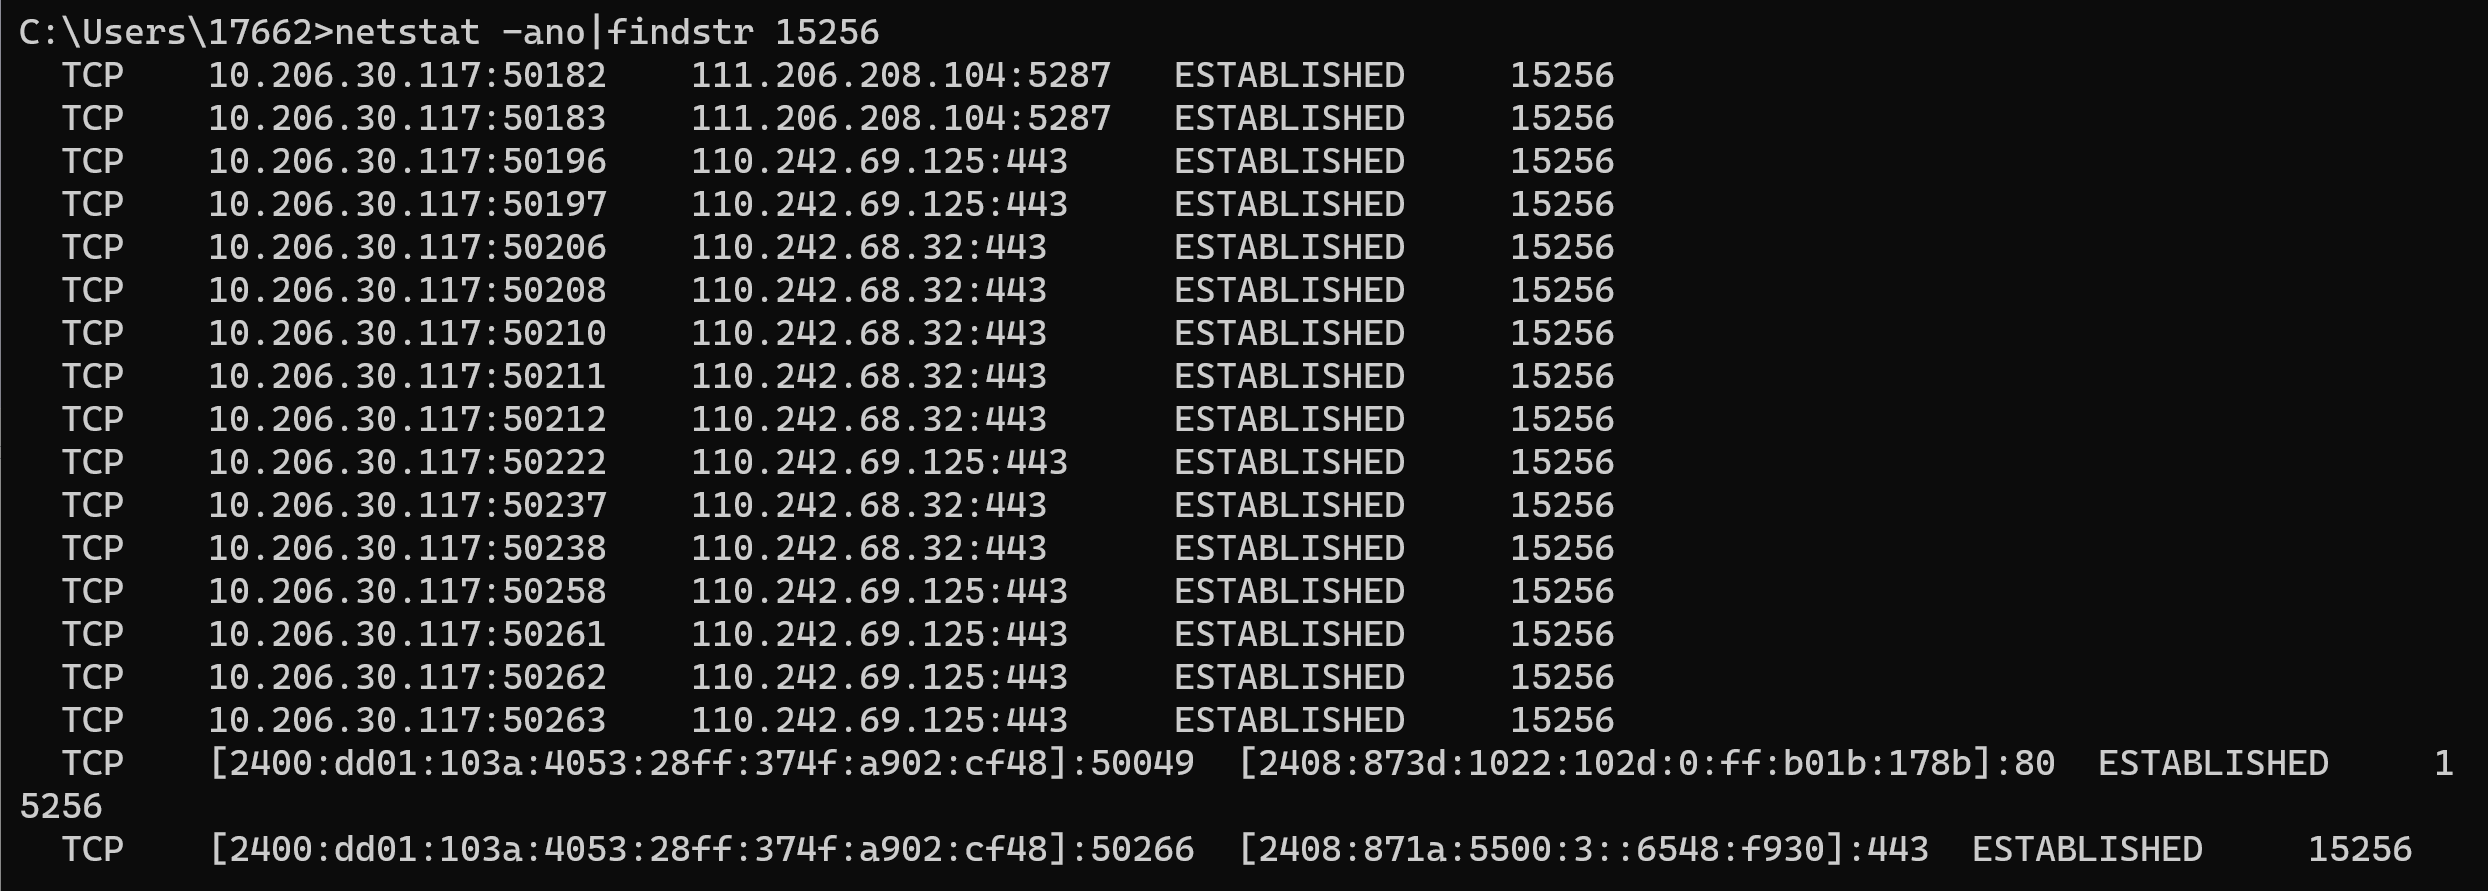 C:\Users\17662>netstat -ano|findstr 15256
  TCP    10.206.30.117:50182    111.206.208.104:5287   ESTABLISHED     15256
  TCP    10.206.30.117:50183    111.206.208.104:5287   ESTABLISHED     15256
  TCP    10.206.30.117:50196    110.242.69.125:443     ESTABLISHED     15256
  TCP    10.206.30.117:50197    110.242.69.125:443     ESTABLISHED     15256
  TCP    10.206.30.117:50206    110.242.68.32:443      ESTABLISHED     15256
  TCP    10.206.30.117:50208    110.242.68.32:443      ESTABLISHED     15256
  TCP    10.206.30.117:50210    110.242.68.32:443      ESTABLISHED     15256
  TCP    10.206.30.117:50211    110.242.68.32:443      ESTABLISHED     15256
  TCP    10.206.30.117:50212    110.242.68.32:443      ESTABLISHED     15256
  TCP    10.206.30.117:50222    110.242.69.125:443     ESTABLISHED     15256
  TCP    10.206.30.117:50237    110.242.68.32:443      ESTABLISHED     15256
  TCP    10.206.30.117:50238    110.242.68.32:443      ESTABLISHED     15256
  TCP    10.206.30.117:50258    110.242.69.125:443     ESTABLISHED     15256
  TCP    10.206.30.117:50261    110.242.69.125:443     ESTABLISHED     15256
  TCP    10.206.30.117:50262    110.242.69.125:443     ESTABLISHED     15256
  TCP    10.206.30.117:50263    110.242.69.125:443     ESTABLISHED     15256
  TCP    [2400:dd01:103a:4053:28ff:374f:a902:cf48]:50049  [2408:873d:1022:102d:0:ff:b01b:178b]:80  ESTABLISHED     1
5256
  TCP    [2400:dd01:103a:4053:28ff:374f:a902:cf48]:50266  [2408:871a:5500:3::6548:f930]:443  ESTABLISHED     15256